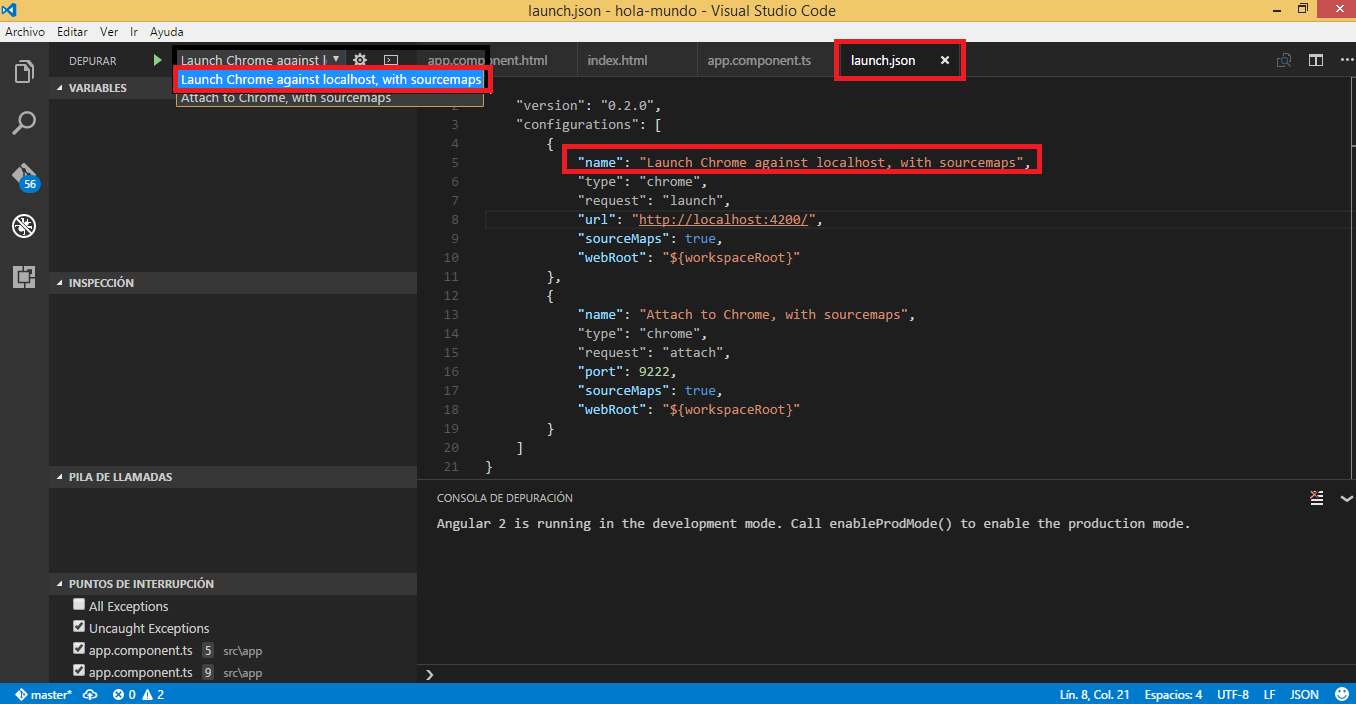 launch.json - hola-mundo - Visual Studio Code
Archivo Editar Ver Ir Ayuda
DEPURAR
Launch Chrome against l
app.component.html
index.html
app.component.ts
launch.json
Launch Chrome against localhost, with sourcemaps
Attach to Chrome, with sourcemaps
VARIABLES
2 "version": "0.2.0",
3 "configurations": [
4 {
5 "name": "Launch Chrome against localhost, with sourcemaps",
6 "type": "chrome",
7 "request": "launch",
8 "url": "http://localhost:4200/",
9 "sourceMaps": true,
10 "webRoot": "${workspaceRoot}"
11 },
12 {
13 "name": "Attach to Chrome, with sourcemaps",
14 "type": "chrome",
15 "request": "attach",
16 "port": 9222,
17 "sourceMaps": true,
18 "webRoot": "${workspaceRoot}"
19 }
20 ]
21 }
56
INSPECCIÓN
PILA DE LLAMADAS
PUNTOS DE INTERRUPCIÓN
All Exceptions
Uncaught Exceptions
app.component.ts 5 src\app
app.component.ts 9 src\app
CONSOLA DE DEPURACIÓN
Angular 2 is running in the development mode. Call enableProdMode() to enable the production mode.
master* 0 2
Lín. 8, Col. 21 Espacios: 4 UTF-8 LF JSON